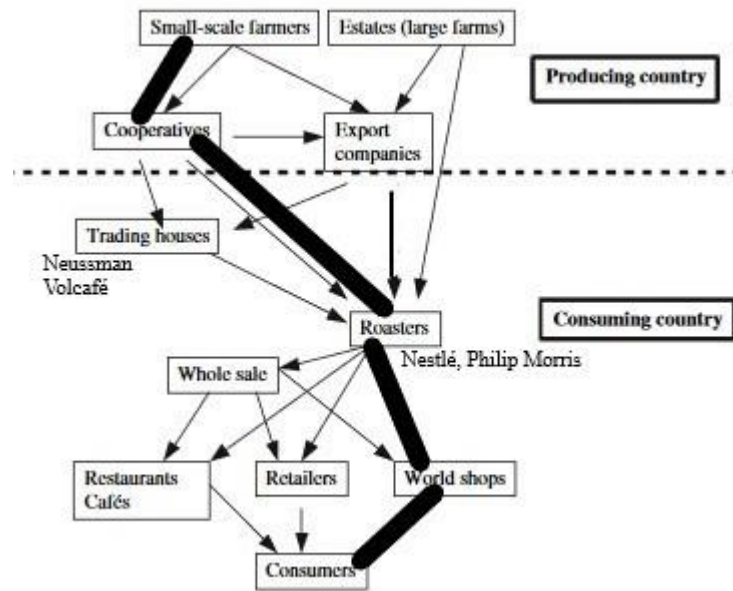 Small-scale farmers
Estates (large farms)
Producing country
Cooperatives
Export
companies
Trading houses
Neussman
Volcafé
Roasters
Consuming country
Nestlé, Philip Morris
Whole sale
Restaurants
Cafés
Retailers
World shops
Consumers